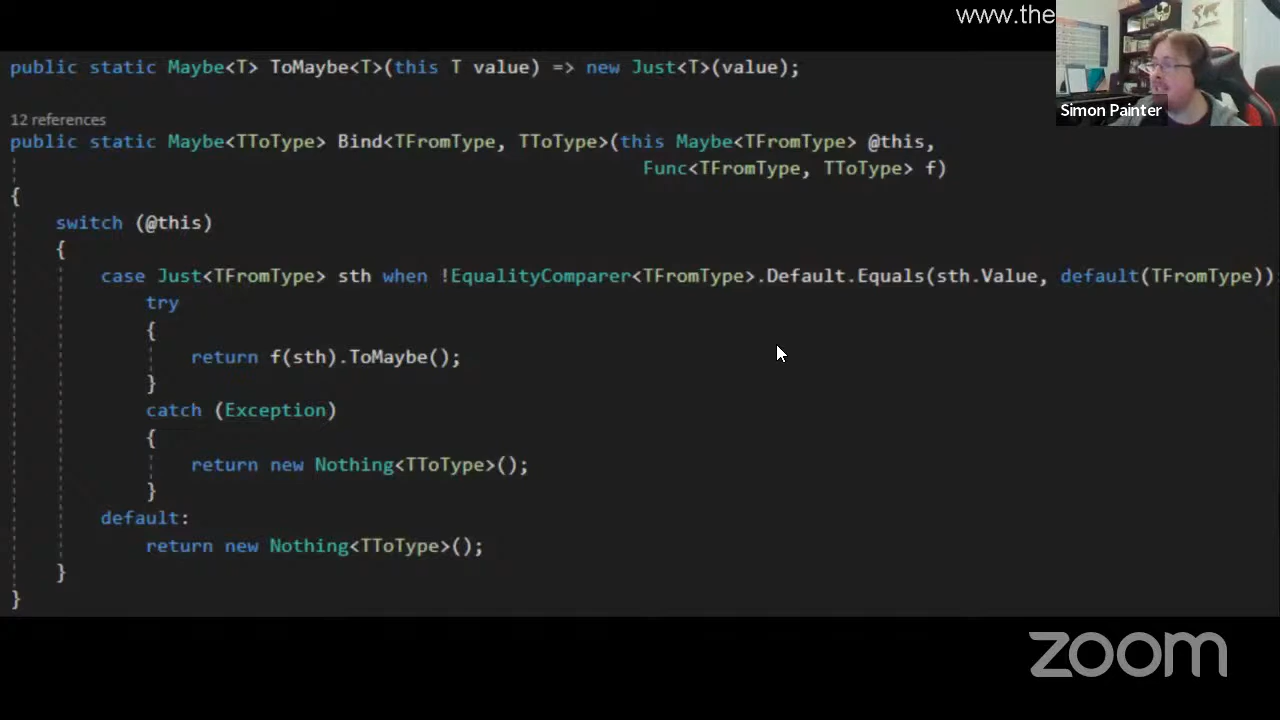 www.the
Simon Painter
public static Maybe<T> ToMaybe<T>(this T value) => new Just<T>(value);
12 references
public static Maybe<TToType> Bind<TFromType, TToType>(this Maybe<TFromType> @this,
Func<TFromType, TToType> f)
{
switch (@this)
{
case Just<TFromType> sth when !EqualityComparer<TFromType>.Default.Equals(sth.Value, default(TFromType))
try
{
return f(sth).ToMaybe();
}
catch (Exception)
{
return new Nothing<TToType>();
}
default:
return new Nothing<TToType>();
}
}
zoom